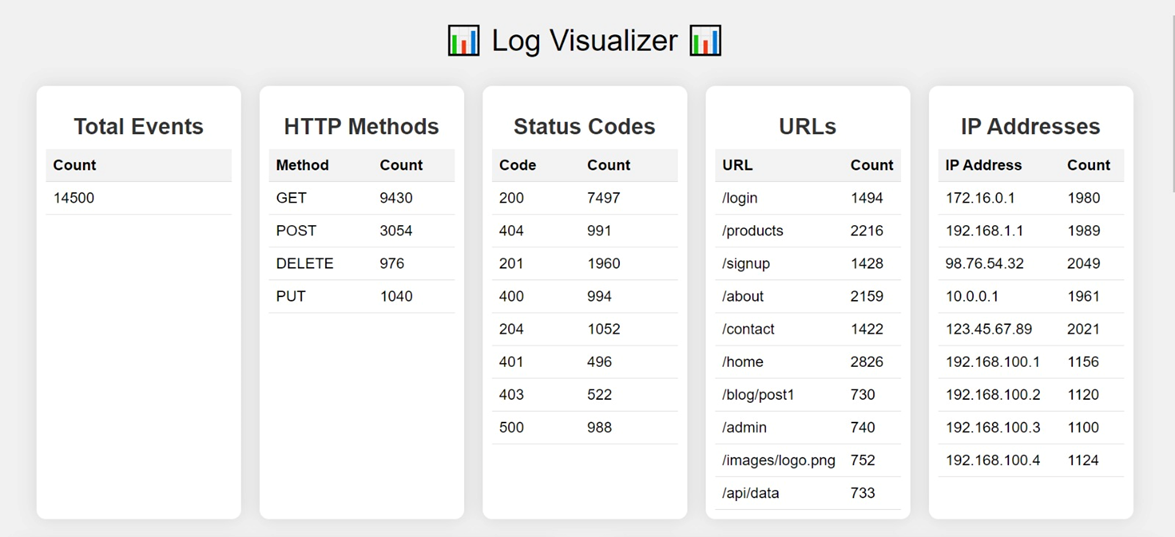 Log Visualizer
Total Events
Count
14500
HTTP Methods
Method Count
GET 9430
POST 3054
DELETE 976
PUT 1040
Status Codes
Code Count
200 7497
404 991
201 1960
400 994
204 1052
401 496
403 522
500 988
URLs
URL Count
/login 1494
/products 2216
/signup 1428
/about 2159
/contact 1422
/home 2826
/blog/post1 730
/admin 740
/images/logo.png 752
/api/data 733
IP Addresses
IP Address Count
172.16.0.1 1980
192.168.1.1 1989
98.76.54.32 2049
10.0.0.1 1961
123.45.67.89 2021
192.168.100.1 1156
192.168.100.2 1120
192.168.100.3 1100
192.168.100.4 1124